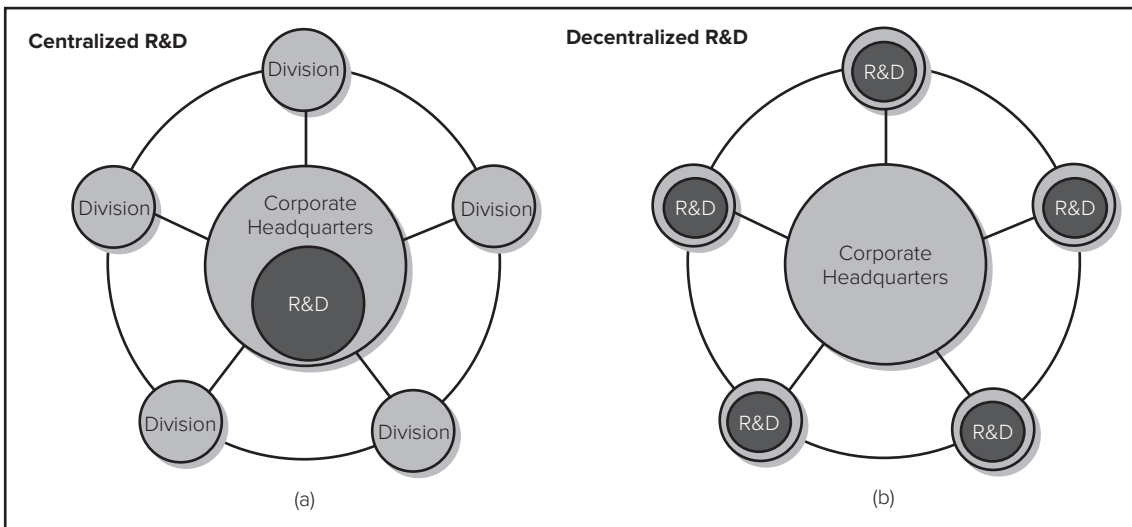 Centralized R&D
Division
Division
Division
Corporate
Headquarters
R&D
Division
Division
(a)
Decentralized R&D
R&D
R&D
R&D
Corporate
Headquarters
R&D
R&D
(b)